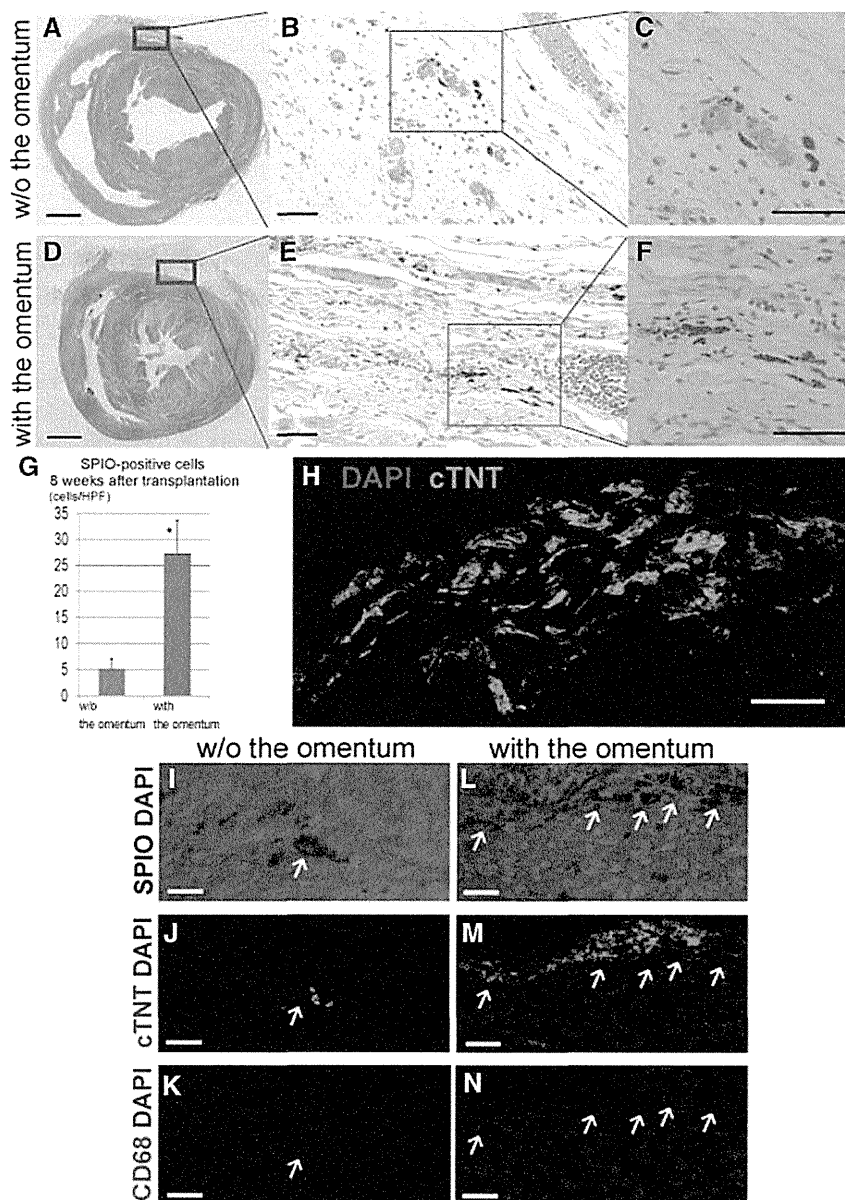 w/o the omentum
A
B
C
with the omentum
D
E
F
G
SPIO-positive cells
8 weeks after transplantation
(cells/HPF)
35
30
25
20
15
10
5
0
*
w/o
the omentum
with
the omentum
H DAPI cTNT
w/o the omentum
with the omentum
SPIO DAPI
I
L
cTNT DAPI
J
M
CD68 DAPI
K
N